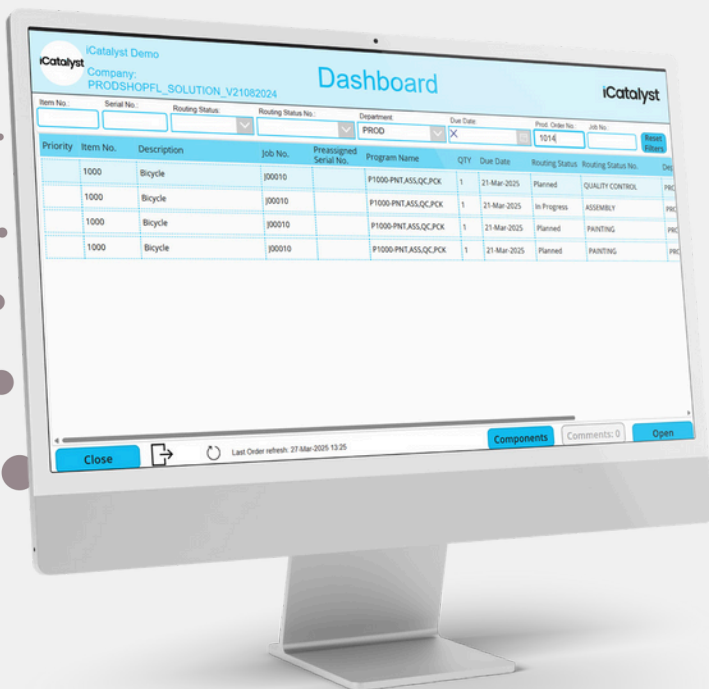 iCatalyst
iCatalyst Demo
Company:
PRODSHOPFL_SOLUTION_V21082024
Dashboard
iCatalyst
Item No.: Serial No.: Routing Status: Routing Status No.: Department: Due Date: Prod. Order No.: Job No.:
PROD X 1014 Reset Filters
Priority Item No. Description Job No. Preassigned Serial No. Program Name QTY Due Date Routing Status Routing Status No. Dep
1000 Bicycle J00010 P1000-PNT,ASS,QC,PCK 1 21-Mar-2025 Planned QUALITY CONTROL PRO
1000 Bicycle J00010 P1000-PNT,ASS,QC,PCK 1 21-Mar-2025 In Progress ASSEMBLY PRO
1000 Bicycle J00010 P1000-PNT,ASS,QC,PCK 1 21-Mar-2025 Planned PAINTING PRO
1000 Bicycle J00010 P1000-PNT,ASS,QC,PCK 1 21-Mar-2025 Planned PAINTING PRO
Close Last Order refresh: 27-Mar-2025 13:25 Components Comments: 0 Open